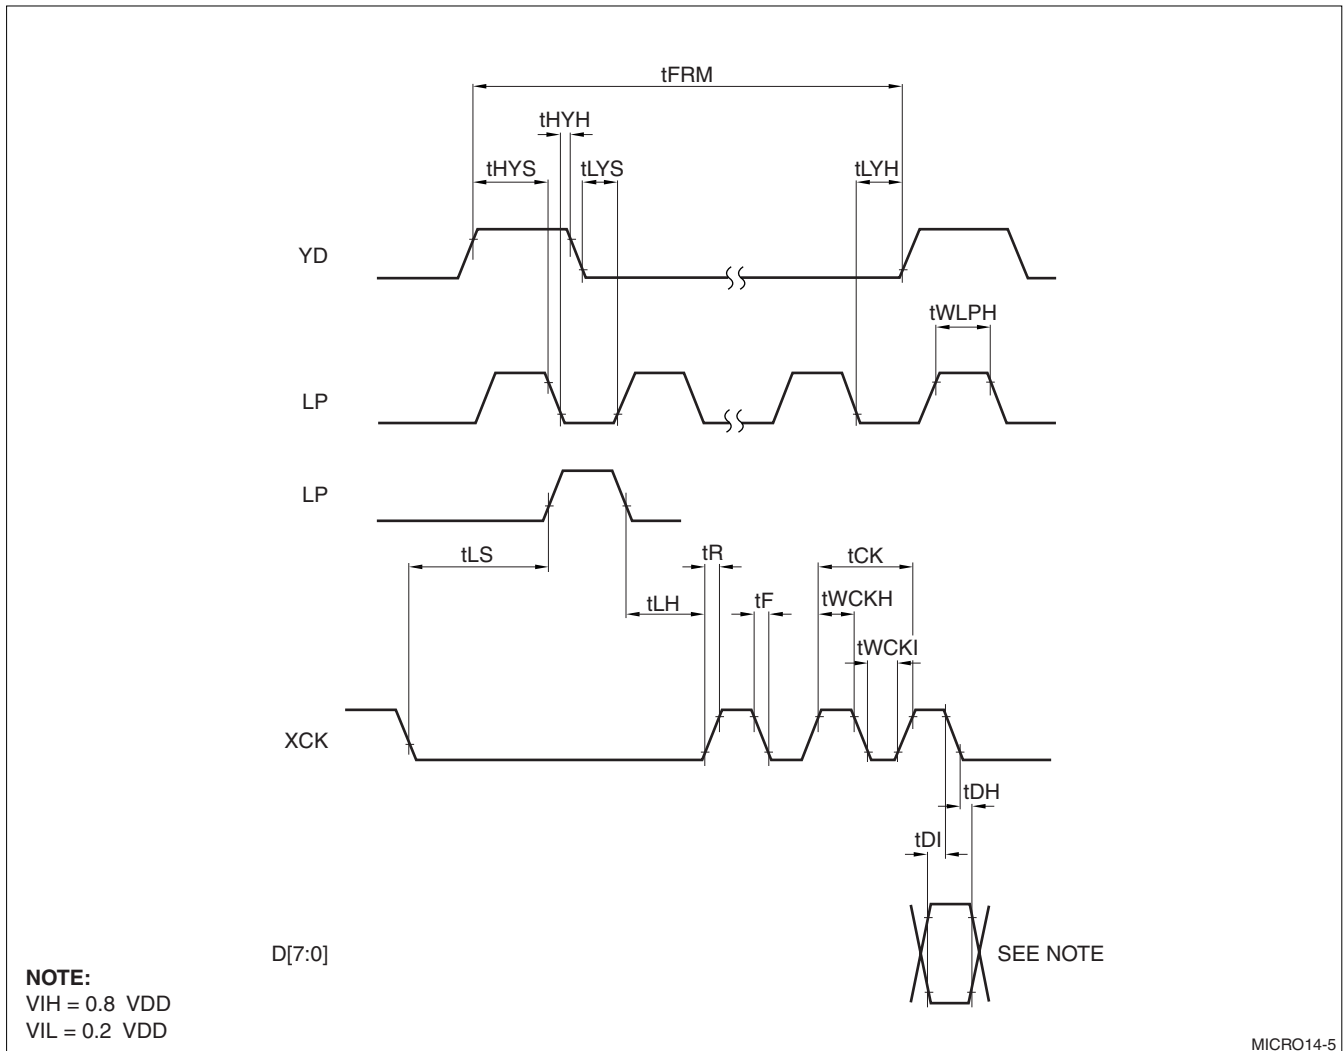 tFRM
tHYH
tHYS
tLYS
tLYH
YD
tWLPH
LP
LP
tLS
tR
tCK
tLH
tF
tWCKH
tWCKI
XCK
tDH
tDI
D[7:0]
SEE NOTE
NOTE:
VIH = 0.8 VDD
VIL = 0.2 VDD
MICRO14-5